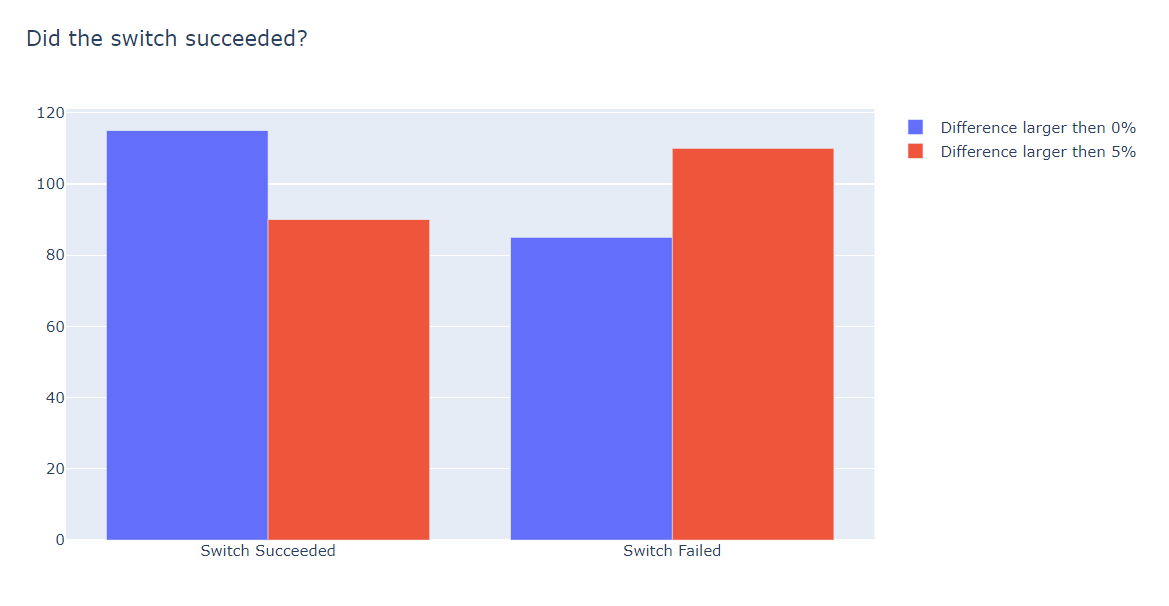 Did the switch succeeded?
120
100
80
60
40
20
0
Switch Succeeded
Switch Failed
Difference larger then 0%
Difference larger then 5%